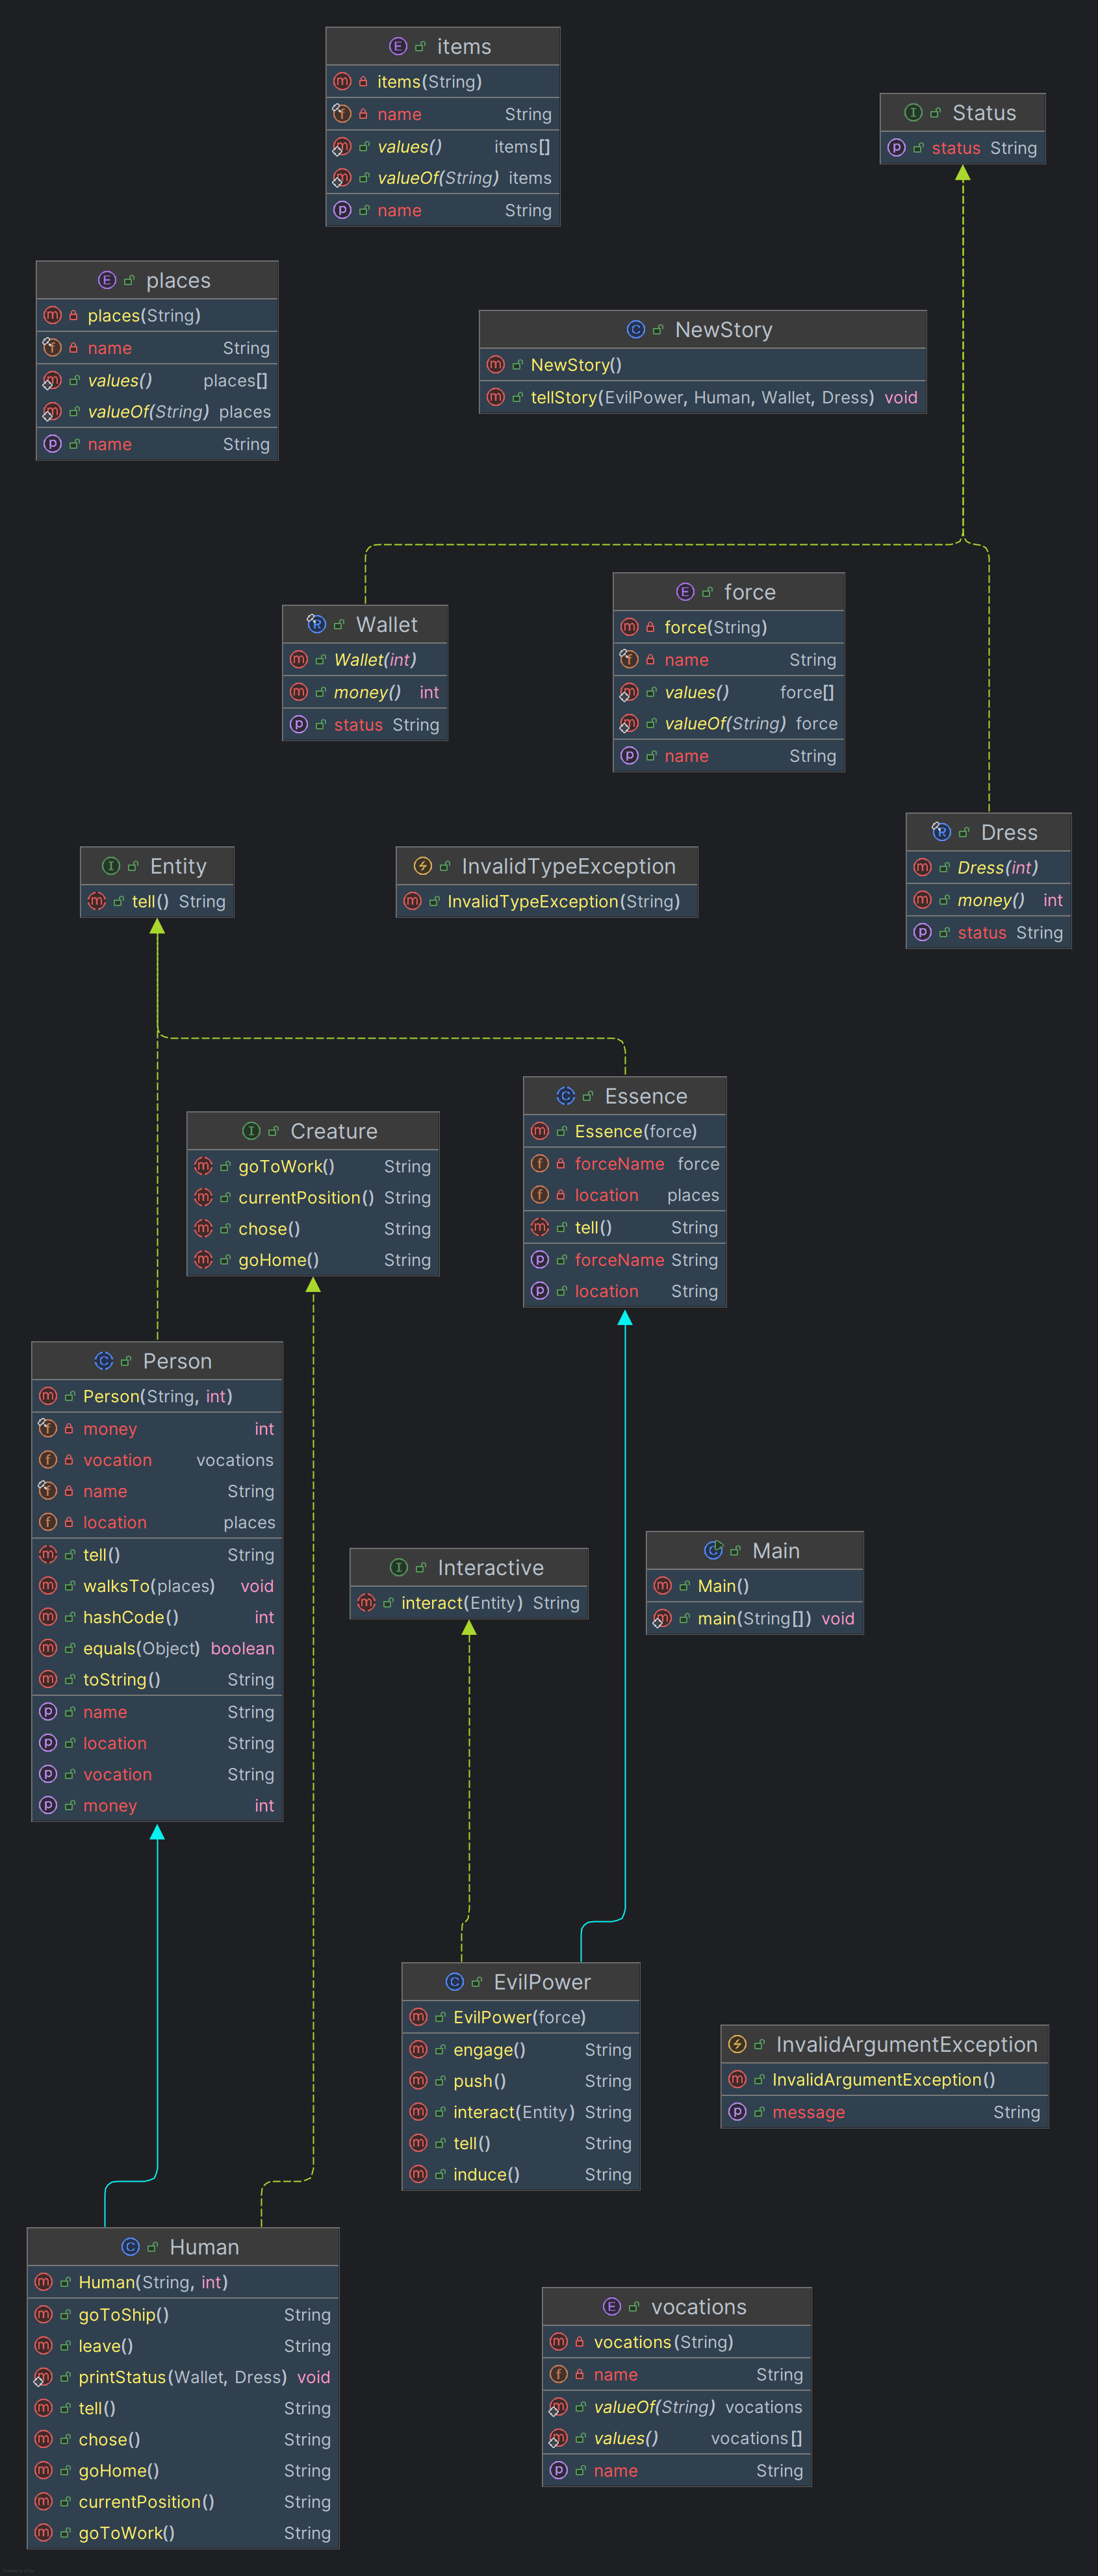 items
items(String)
name String
values() items[]
valueOf(String) items
name String
Status
status String
places
places(String)
name String
values() places[]
valueOf(String) places
name String
NewStory
NewStory()
tellStory(EvilPower, Human, Wallet, Dress) void
Wallet
Wallet(int)
money() int
status String
force
force(String)
name String
values() force[]
valueOf(String) force
name String
Dress
Dress(int)
money() int
status String
Entity
tell() String
InvalidTypeException
InvalidTypeException(String)
Essence
Essence(force)
forceName force
location places
tell() String
forceName String
location String
Creature
goToWork() String
currentPosition() String
chose() String
goHome() String
Person
Person(String, int)
money int
vocation vocations
name String
location places
tell() String
walksTo(places) void
hashCode() int
equals(Object) boolean
toString() String
name String
location String
vocation String
money int
Interactive
interact(Entity) String
Main
Main()
main(String[]) void
EvilPower
EvilPower(force)
engage() String
push() String
interact(Entity) String
tell() String
induce() String
InvalidArgumentException
InvalidArgumentException()
message String
Human
Human(String, int)
goToShip() String
leave() String
printStatus(Wallet, Dress) void
tell() String
chose() String
goHome() String
currentPosition() String
goToWork() String
vocations
vocations(String)
name String
valueOf(String) vocations
values() vocations[]
name String